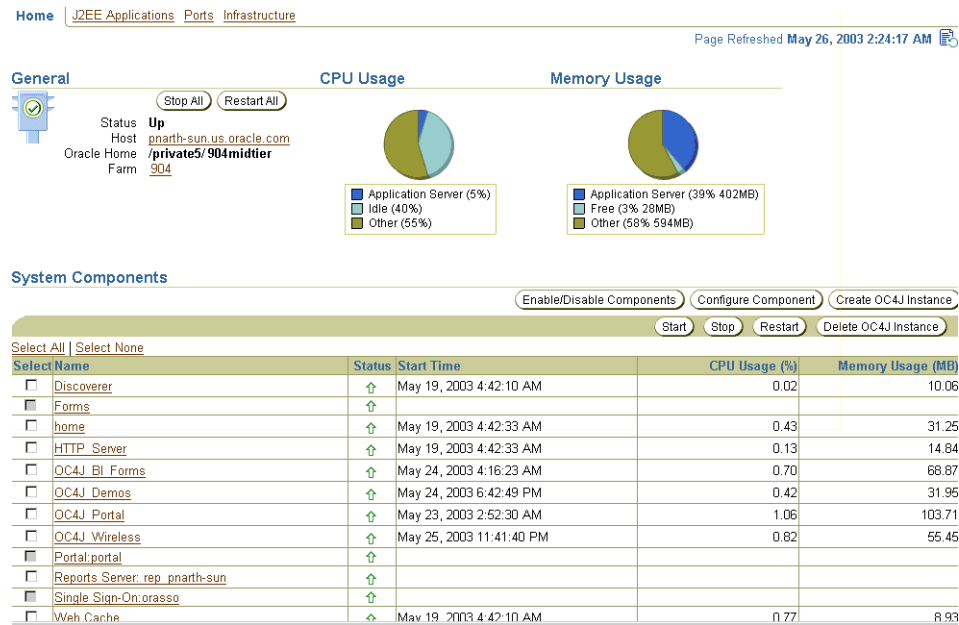 Home J2EE Applications Ports Infrastructure
Page Refreshed May 26, 2003 2:24:17 AM
General
CPU Usage
Memory Usage
Stop All Restart All
Status Up
Host pnarth-sun.us.oracle.com
Oracle Home /private5/904midtier
Farm 904
Application Server (5%)
Idle (40%)
Other (55%)
Application Server (39% 402MB)
Free (3% 28MB)
Other (58% 594MB)
System Components
Enable/Disable Components Configure Component Create OC4J Instance
Start Stop Restart Delete OC4J Instance
Select All | Select None
Select Name Status Start Time CPU Usage (%) Memory Usage (MB)
Discoverer May 19, 2003 4:42:10 AM 0.02 10.06
Forms
home May 19, 2003 4:42:33 AM 0.43 31.25
HTTP_Server May 19, 2003 4:42:33 AM 0.13 14.84
OC4J_BI_Forms May 24, 2003 4:16:23 AM 0.70 68.87
OC4J_Demos May 24, 2003 6:42:49 PM 0.42 31.95
OC4J_Portal May 23, 2003 2:52:30 AM 1.06 103.71
OC4J_Wireless May 25, 2003 11:41:40 PM 0.82 55.45
Portal:portal
Reports Server: rep_pnarth-sun
Single Sign-On:orasso
Web Cache May 19, 2003 4:42:10 AM 0.77 8.93